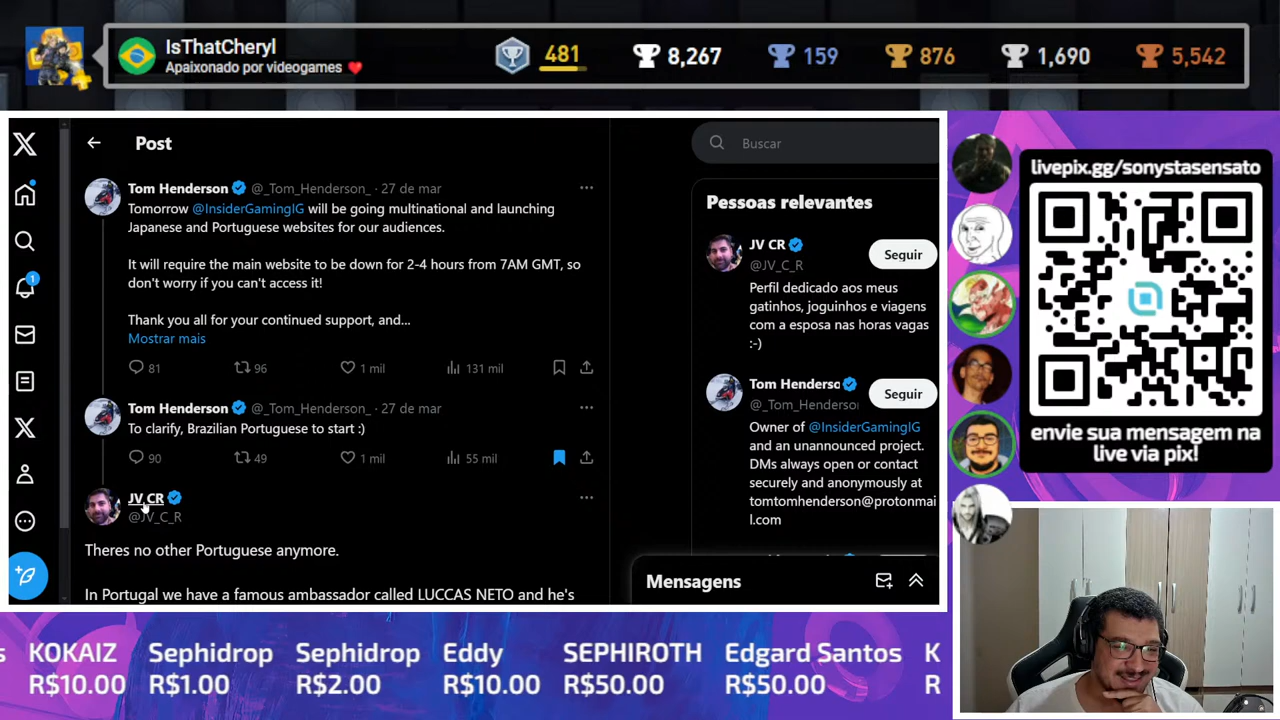 IsThatCheryl
Apaixonado por videogames ❤️
481
8,267
159
876
1,690
5,542
Post
Tom Henderson @_Tom_Henderson_ · 27 de mar
Tomorrow @InsiderGamingIG will be going multinational and launching
Japanese and Portuguese websites for our audiences.
It will require the main website to be down for 2-4 hours from 7AM GMT, so
don't worry if you can't access it!
Thank you all for your continued support, and...
Mostrar mais
81
96
1 mil
131 mil
Tom Henderson @_Tom_Henderson_ · 27 de mar
To clarify, Brazilian Portuguese to start :)
90
49
1 mil
55 mil
JV CR
@JV_C_R
Theres no other Portuguese anymore.
In Portugal we have a famous ambassador called LUCCAS NETO and he's
1
Buscar
Pessoas relevantes
JV CR
@JV_C_R
Seguir
Perfil dedicado aos meus
gatinhos, joguinhos e viagens
com a esposa nas horas vagas
:-)
Tom Henderso
@_Tom_Henderso
Seguir
Owner of @InsiderGamingIG
and an unannounced project.
DMs always open or contact
securely and anonymously at
tomtomhenderson@protonmai
l.com
Mensagens
livepix.gg/sonystasensato
envie sua mensagem na
live via pix!
s
KOKAIZ
R$10.00
Sephidrop
R$1.00
Sephidrop
R$2.00
Eddy
R$10.00
SEPHIROTH
R$50.00
Edgard Santos
R$50.00
K
R